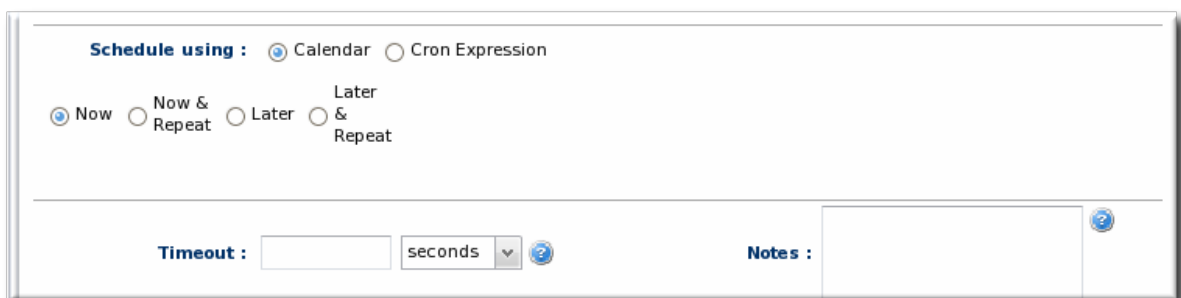 Schedule using : Calendar Cron Expression
Now Now & Repeat Later Later & Repeat
Timeout : seconds ? Notes : ?